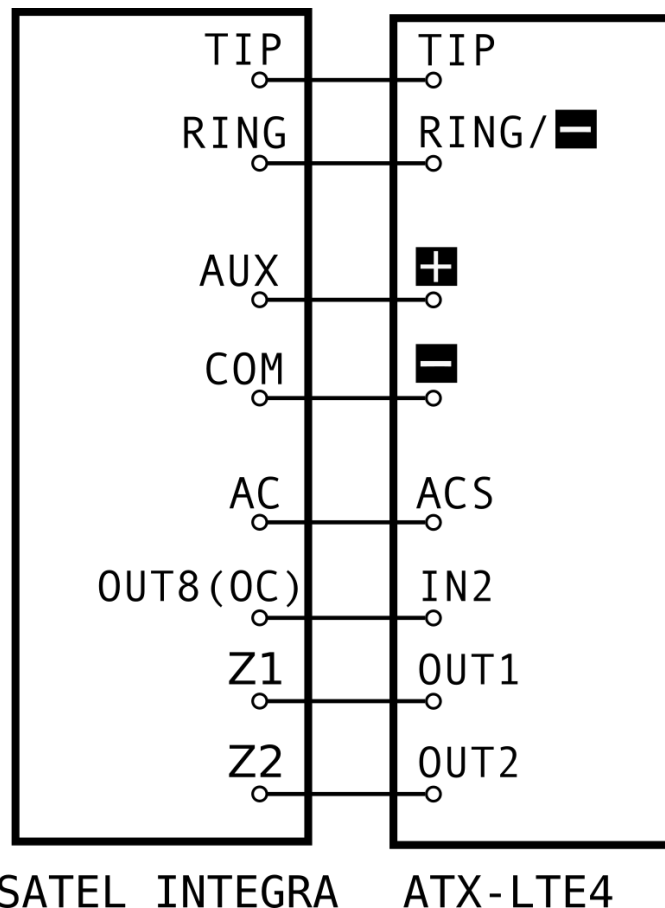 TIP TIP
RING RING/−
AUX +
COM −
AC ACS
OUT8(OC) IN2
Z1 OUT1
Z2 OUT2
SATEL INTEGRA ATX-LTE4